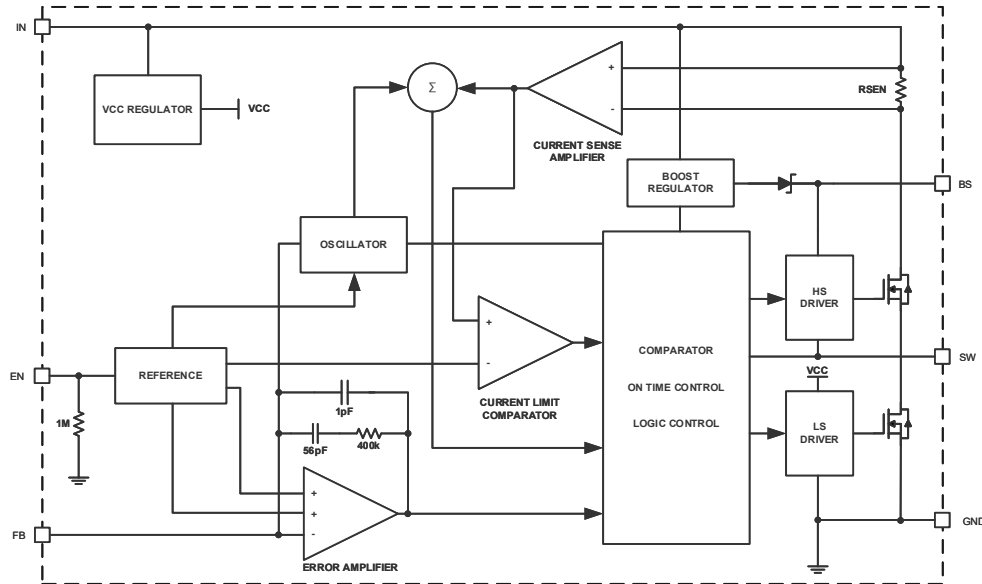 IN
VCC REGULATOR
VCC
Σ
+
-
CURRENT SENSE
AMPLIFIER
RSEN
BOOST
REGULATOR
BS
OSCILLATOR
HS
DRIVER
+
-
CURRENT LIMIT
COMPARATOR
COMPARATOR
ON TIME CONTROL
LOGIC CONTROL
SW
EN
REFERENCE
1M
1pF
56pF
400k
VCC
LS
DRIVER
+
+
-
ERROR AMPLIFIER
FB
GND